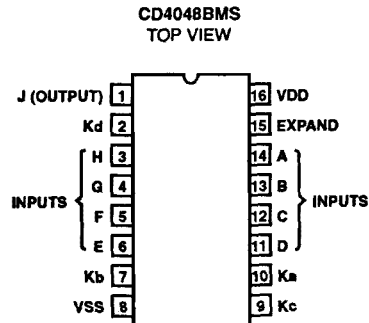 CD4048BMS
TOP VIEW
J (OUTPUT) 1 16 VDD
Kd 2 15 EXPAND
H 3 14 A
G 4 13 B
INPUTS INPUTS
F 5 12 C
E 6 11 D
Kb 7 10 Ka
VSS 8 9 Kc